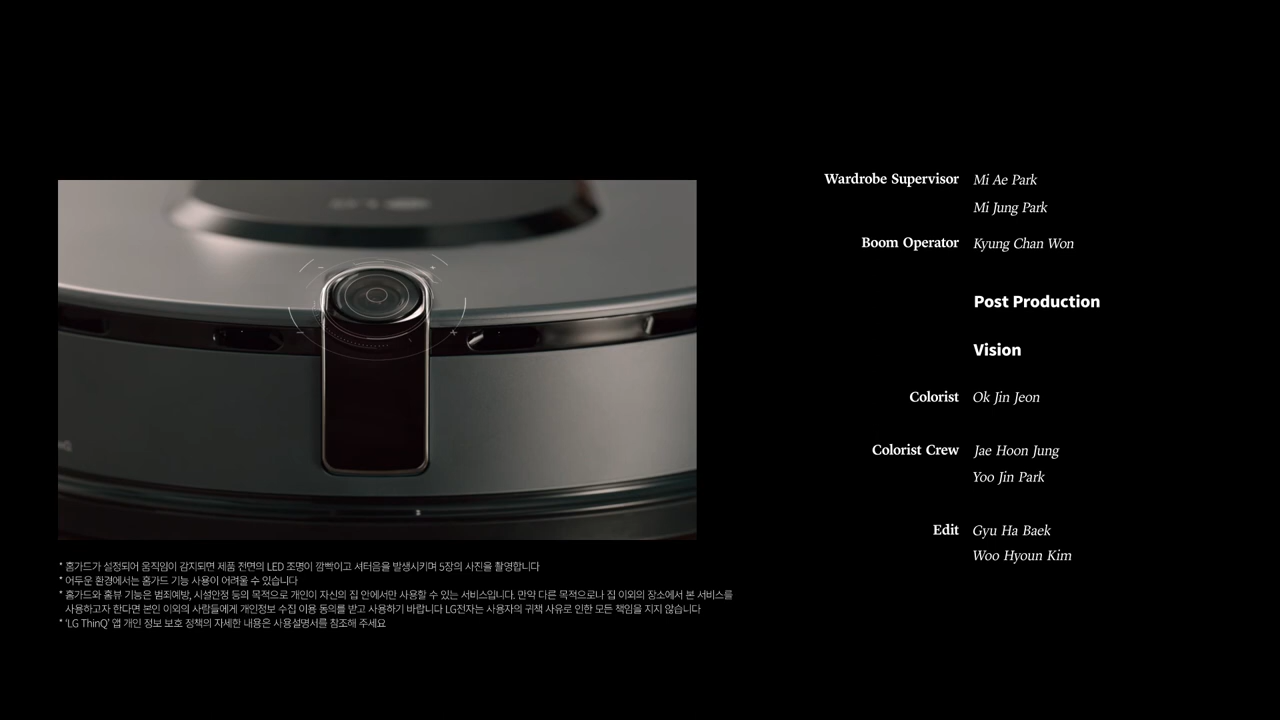 Wardrobe Supervisor Mi Ae Park
Mi Jung Park
Boom Operator Kyung Chan Won
Post Production
Vision
Colorist Ok Jin Jeon
Colorist Crew Jae Hoon Jung
Yoo Jin Park
Edit Gyu Ha Baek
Woo Hyoun Kim
* 홈가드가 설정되어 움직임이 감지되면 제품 전면의 LED 조명이 깜빡이고 셔터음을 발생시키며 5장의 사진을 촬영합니다
* 어두운 환경에서는 홈가드 기능 사용이 어려울 수 있습니다
* 홈가드와 홈뷰 기능은 범죄예방, 시설안정 등의 목적으로 개인이 자신의 집 안에서만 사용할 수 있는 서비스입니다. 만약 다른 목적으로나 집 이외의 장소에서 본 서비스를
사용하고자 한다면 본인 이외의 사람들에게 개인정보 수집 이용 동의를 받고 사용하기 바랍니다 LG전자는 사용자의 귀책 사유로 인한 모든 책임을 지지 않습니다
* ‘LG ThinQ’ 앱 개인 정보 보호 정책의 자세한 내용은 사용설명서를 참조해 주세요